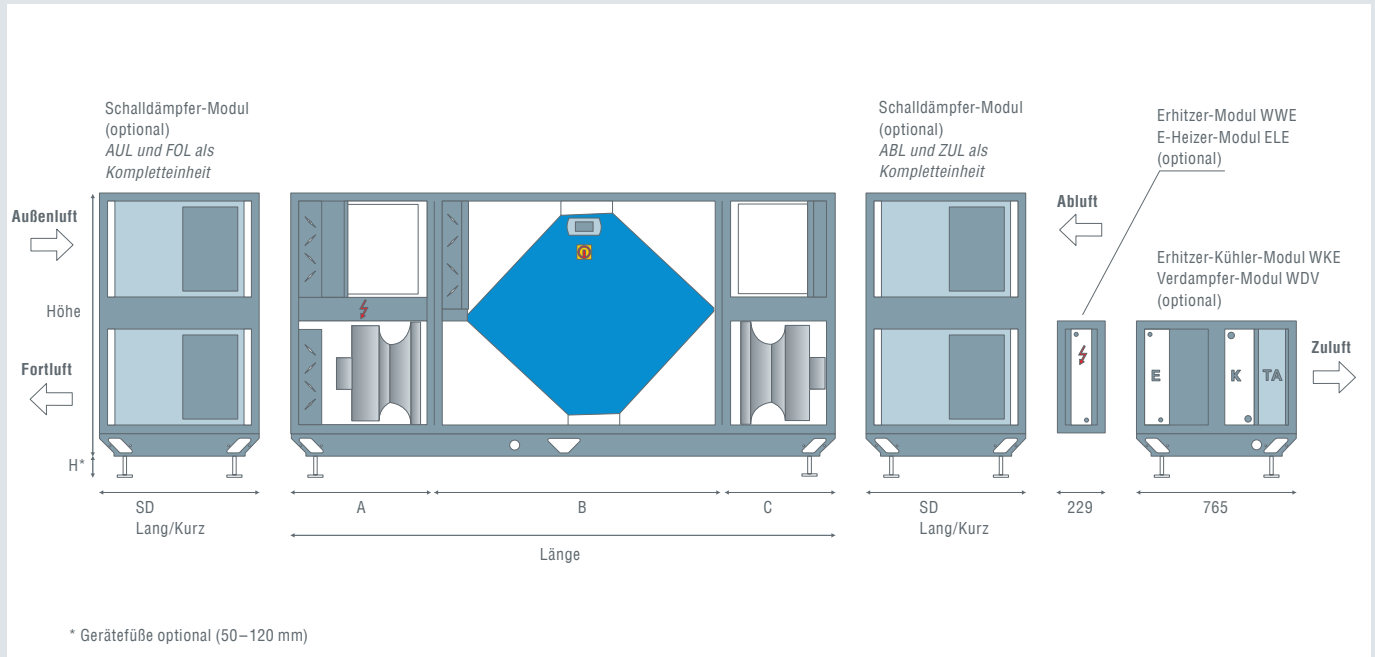 Schalldämpfer-Modul
(optional)
AUL und FOL als
Kompletteinheit
Schalldämpfer-Modul
(optional)
ABL und ZUL als
Kompletteinheit
Erhitzer-Modul WWE
E-Heizer-Modul ELE
(optional)
Außenluft
Abluft
Erhitzer-Kühler-Modul WKE
Verdampfer-Modul WDV
(optional)
Höhe
Fortluft
Zuluft
E
K
TA
H*
SD
Lang/Kurz
A
B
C
SD
Lang/Kurz
229
765
Länge
* Gerätefüße optional (50–120 mm)